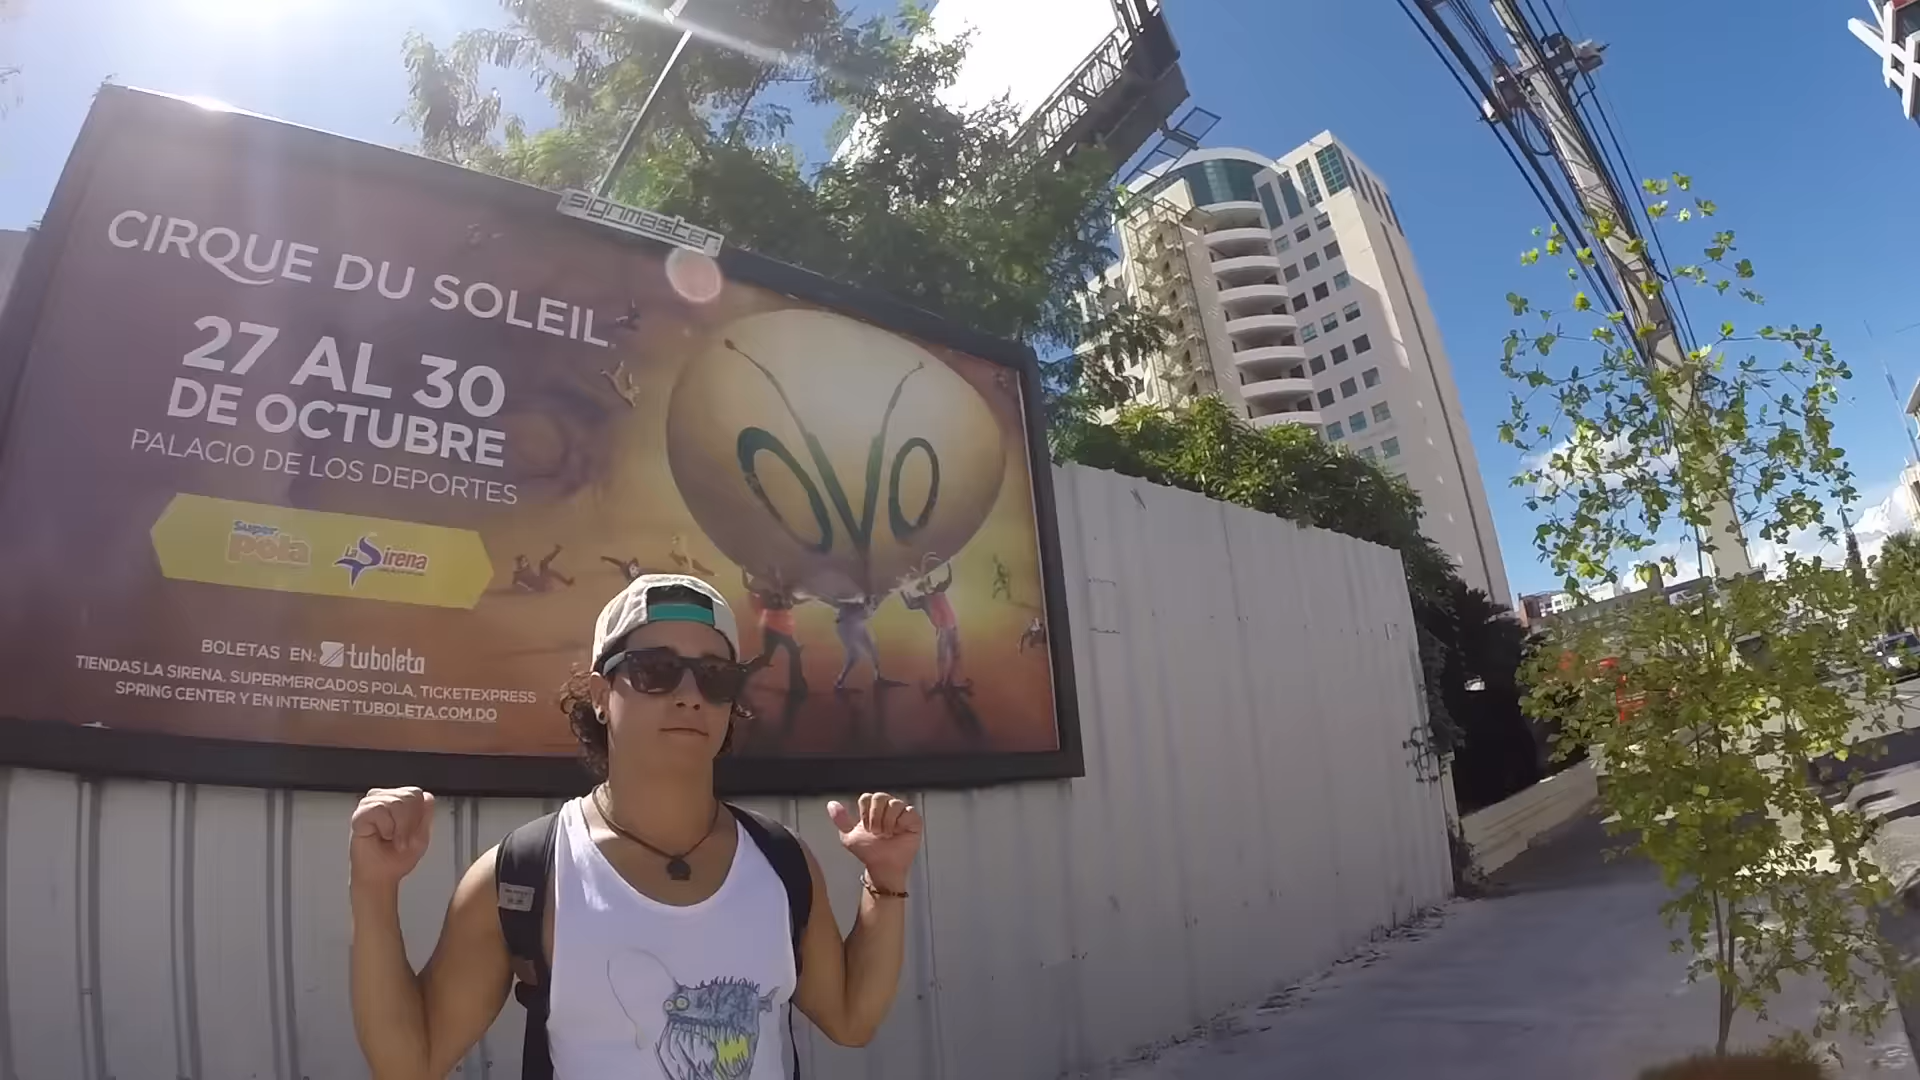 signmaster
CIRQUE DU SOLEIL
27 AL 30
DE OCTUBRE
PALACIO DE LOS DEPORTES
Super
pola
La Sirena
OVO
BOLETAS EN: tuboleta
TIENDAS LA SIRENA. SUPERMERCADOS POLA, TICKETEXPRESS
SPRING CENTER Y EN INTERNET TUBOLETA.COM.DO